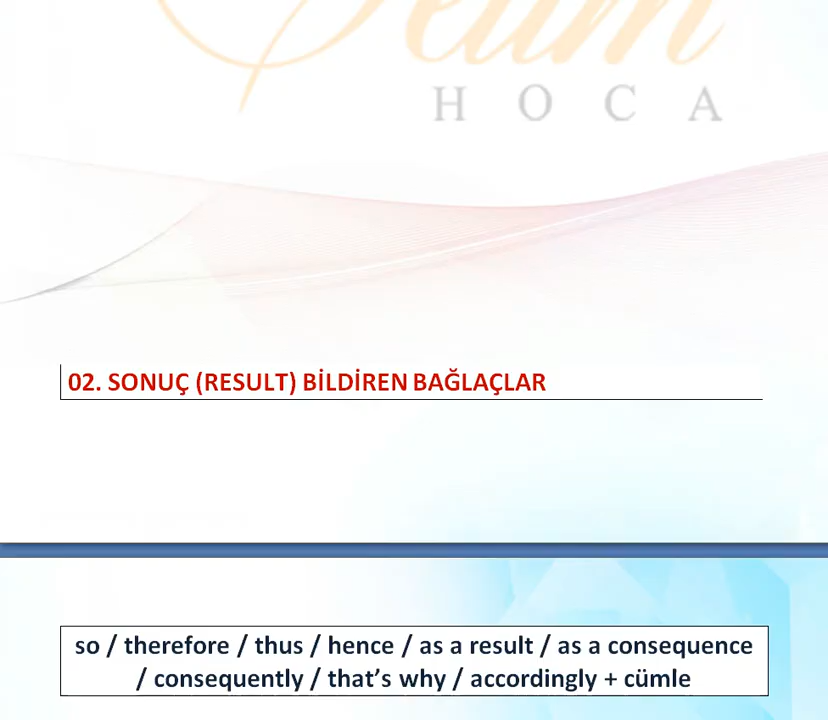 HOCA
02. SONUÇ (RESULT) BİLDİREN BAĞLAÇLAR
so / therefore / thus / hence / as a result / as a consequence
/ consequently / that's why / accordingly + cümle